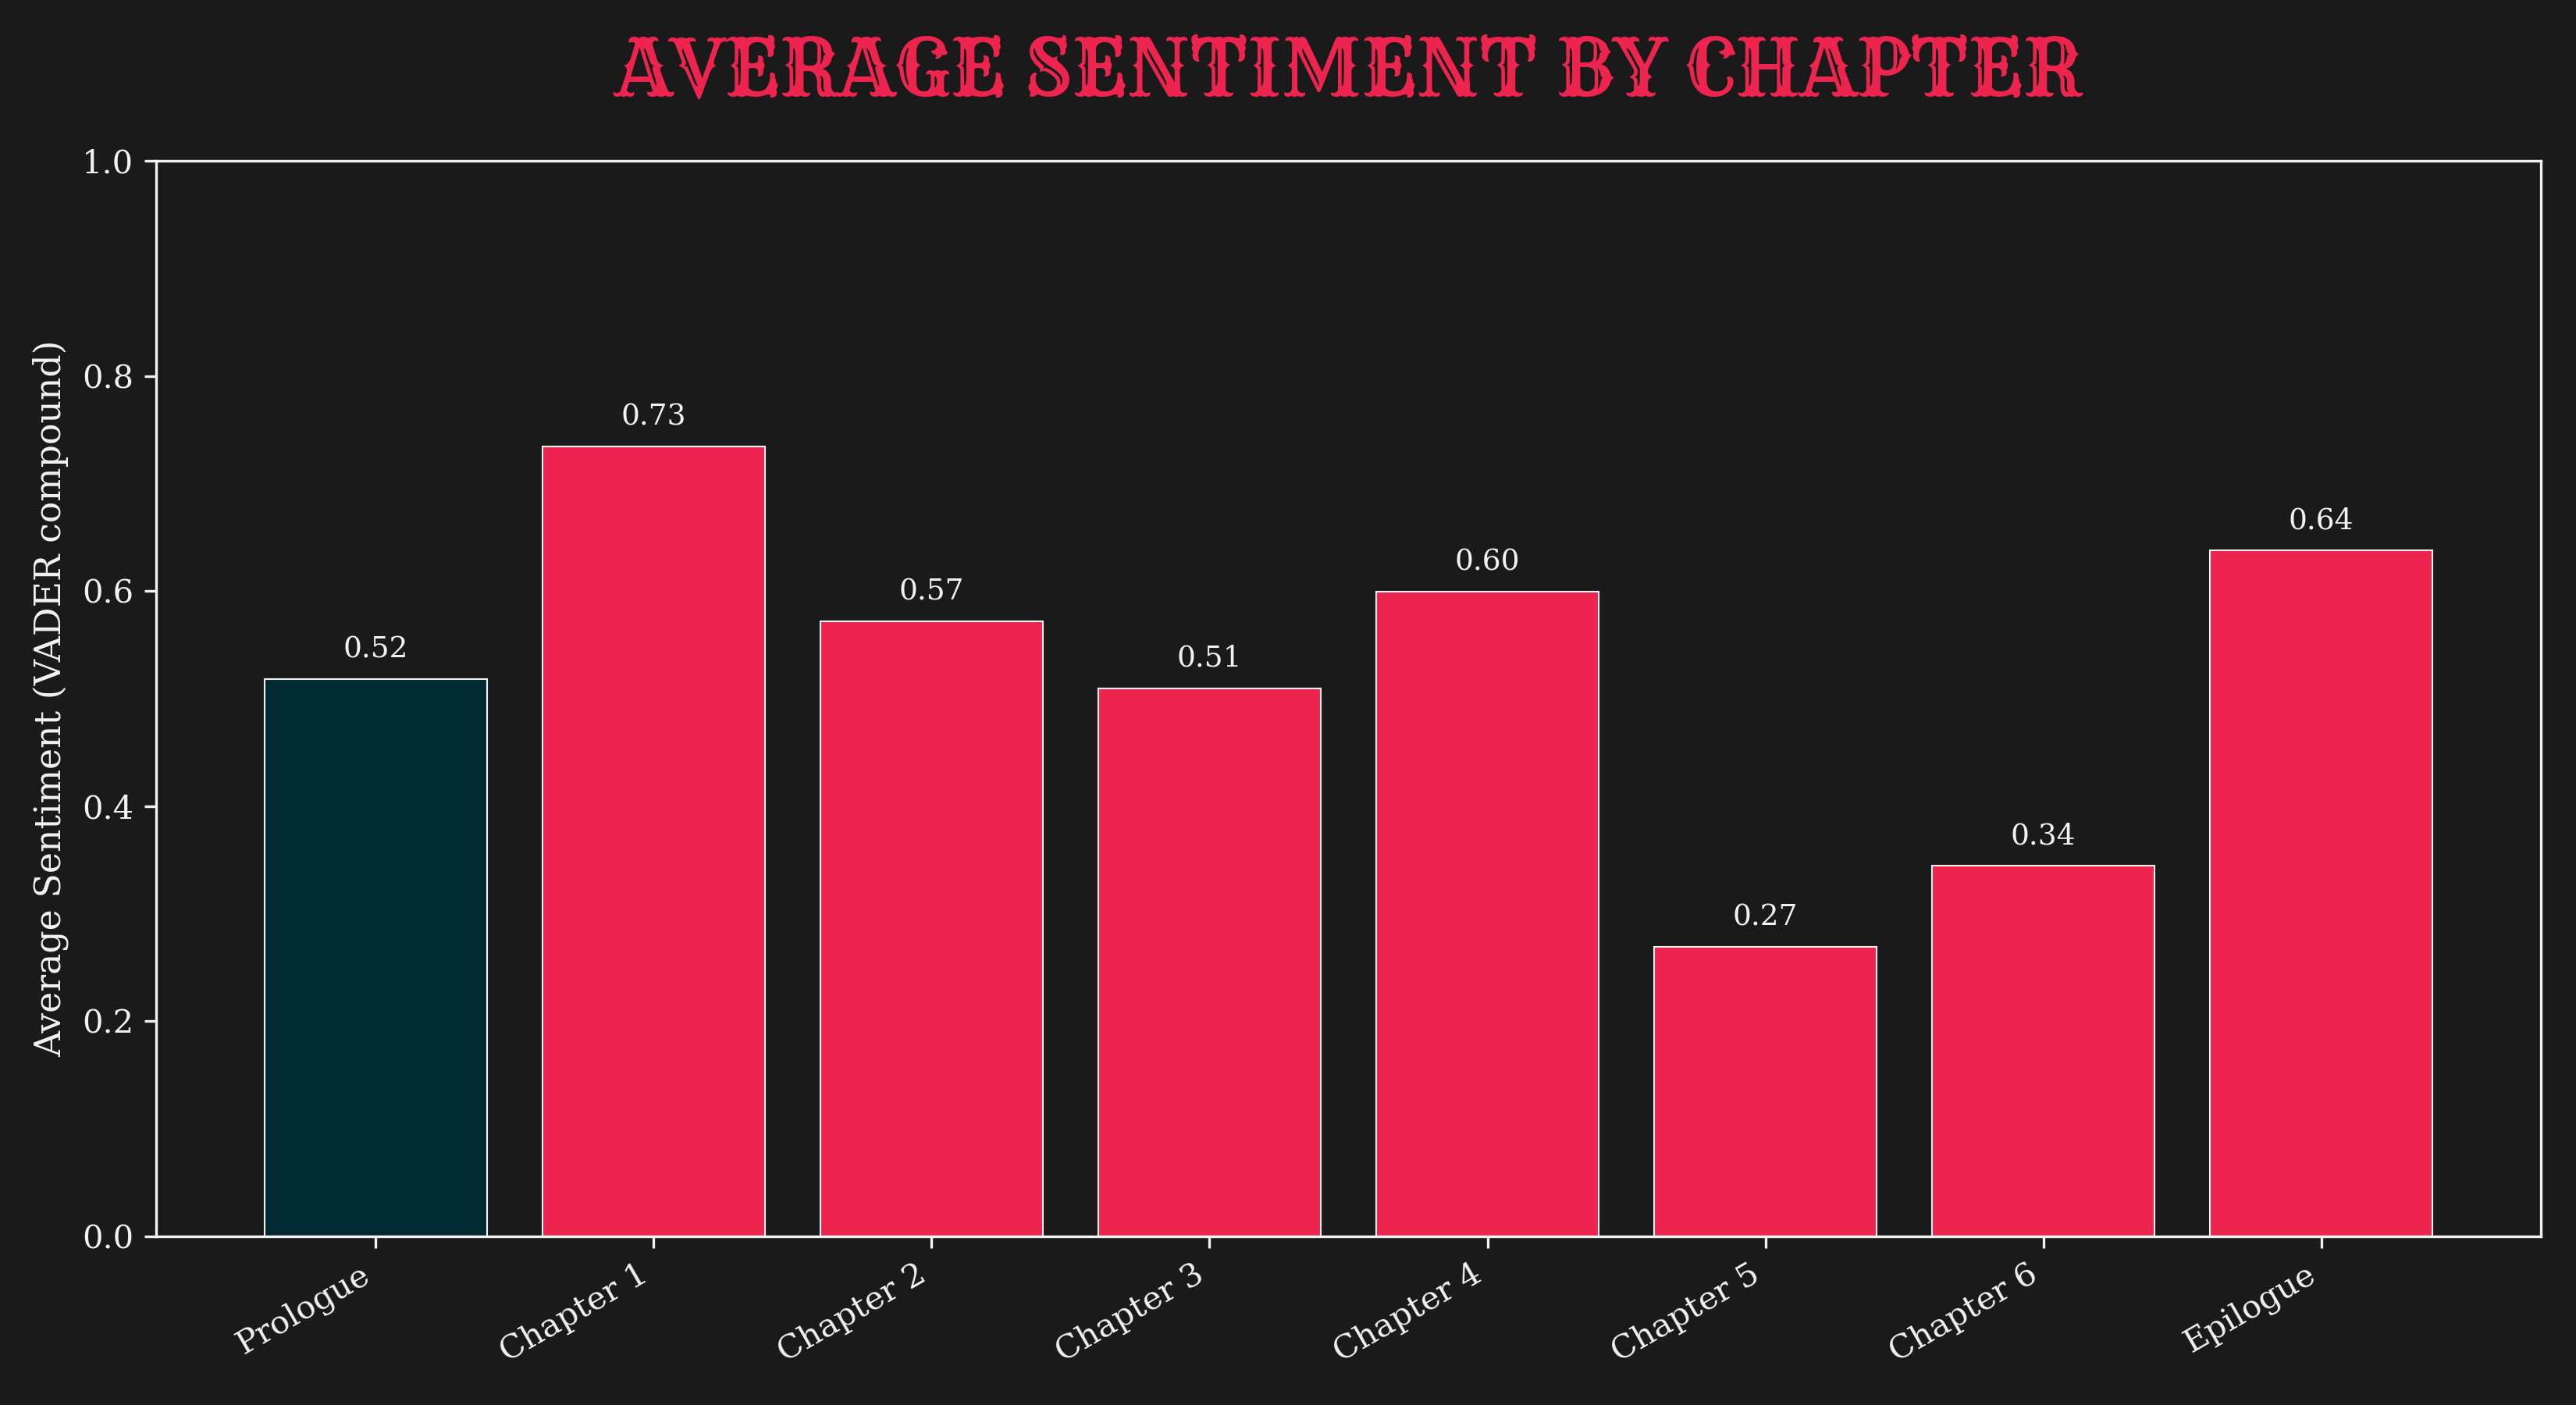 AVERAGE SENTIMENT BY CHAPTER
Average Sentiment (VADER compound)
1.0
0.8
0.6
0.4
0.2
0.0
0.52
0.73
0.57
0.51
0.60
0.27
0.34
0.64
Prologue
Chapter 1
Chapter 2
Chapter 3
Chapter 4
Chapter 5
Chapter 6
Epilogue